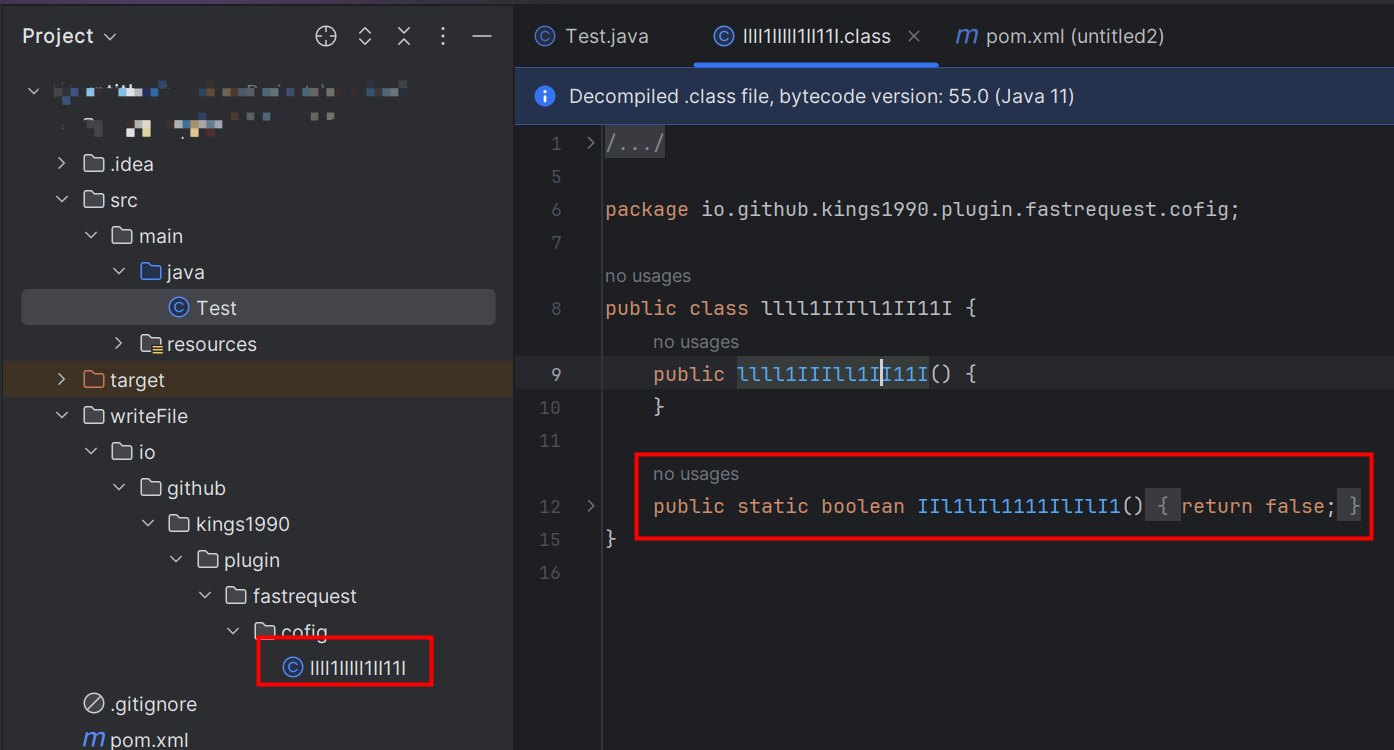 Project
Test.java
llll1IIIll1II11I.class
pom.xml (untitled2)
Decompiled .class file, bytecode version: 55.0 (Java 11)
.idea
src
main
java
Test
resources
target
writeFile
io
github
kings1990
plugin
fastrequest
cofig
llll1IIIll1II11I
.gitignore
pom.xml
1 /.../
5
6 package io.github.kings1990.plugin.fastrequest.cofig;
7
no usages
8 public class llll1IIIll1II11I {
no usages
9 public llll1IIIll1II11I() {
10 }
11
no usages
12 public static boolean IIl1lIl1111IlIlI1() { return false; }
15 }
16